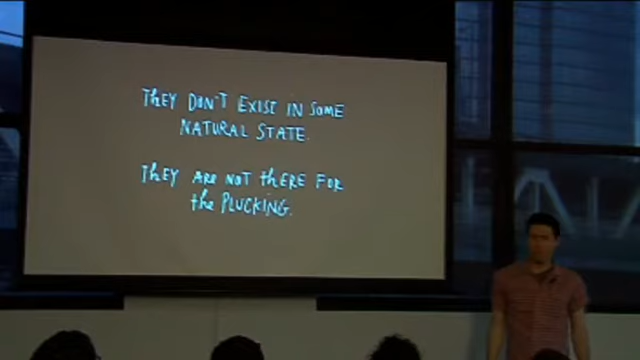 They DON'T EXIST IN SOME
NATURAL STATE.
They ARE NOT thERE FOR
the PLUCKING.